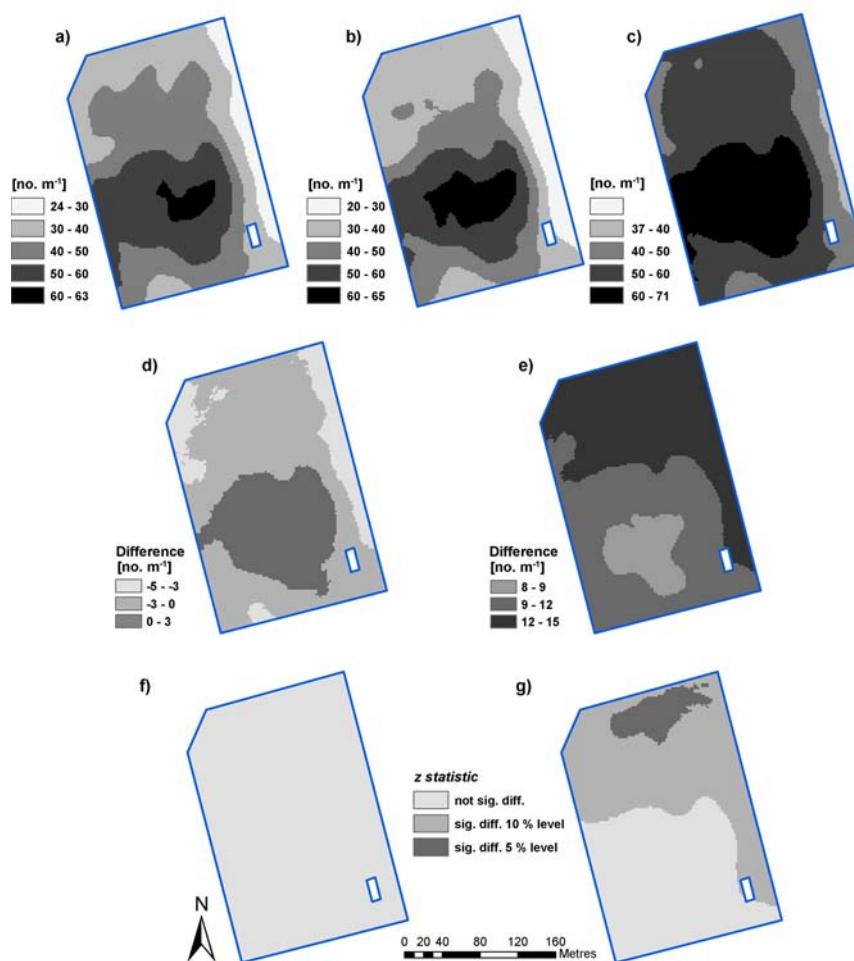 a)
b)
c)
[no. m⁻¹]
24 - 30
30 - 40
40 - 50
50 - 60
60 - 63
[no. m⁻¹]
20 - 30
30 - 40
40 - 50
50 - 60
60 - 65
[no. m⁻¹]
37 - 40
40 - 50
50 - 60
60 - 71
d)
e)
Difference
[no. m⁻¹]
-5 - -3
-3 - 0
0 - 3
Difference
[no. m⁻¹]
8 - 9
9 - 12
12 - 15
f)
g)
z statistic
not sig. diff.
sig. diff. 10 % level
sig. diff. 5 % level
N
0 20 40 80 120 160
Metres